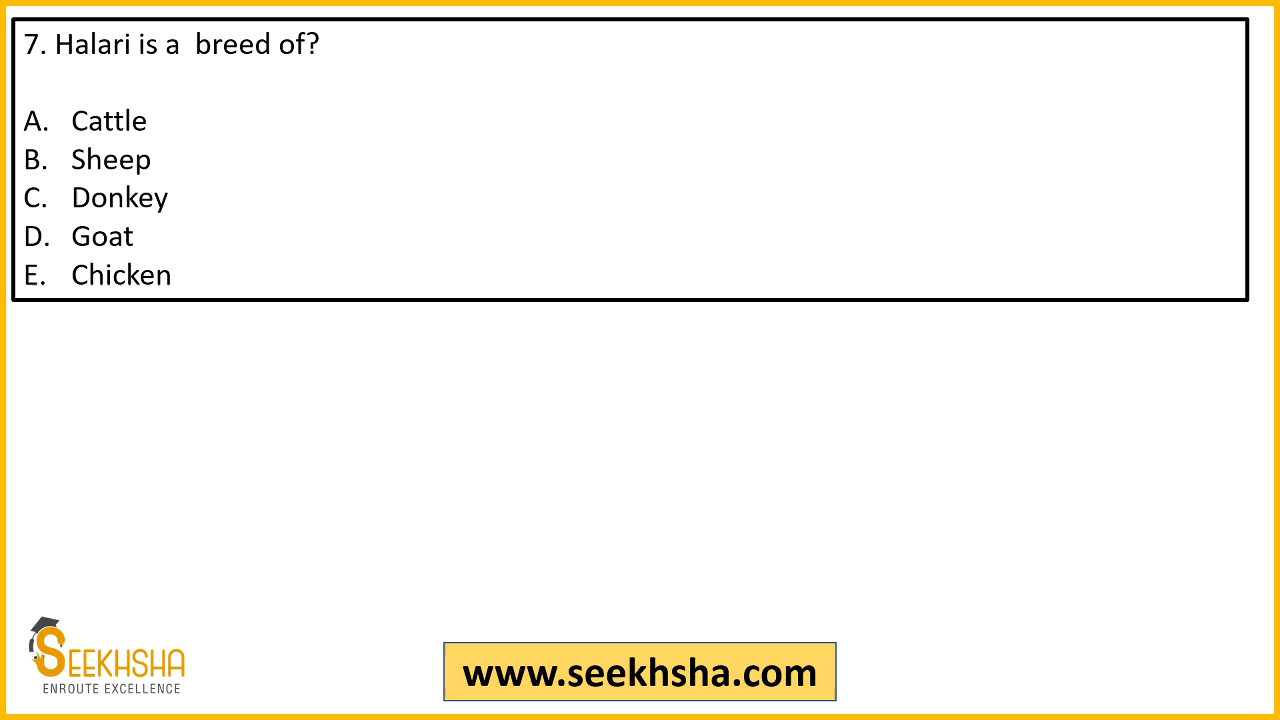 7. Halari is a  breed of?
A. Cattle
B. Sheep
C. Donkey
D. Goat
E. Chicken
SEEKHSHA
ENROUTE EXCELLENCE
www.seekhsha.com